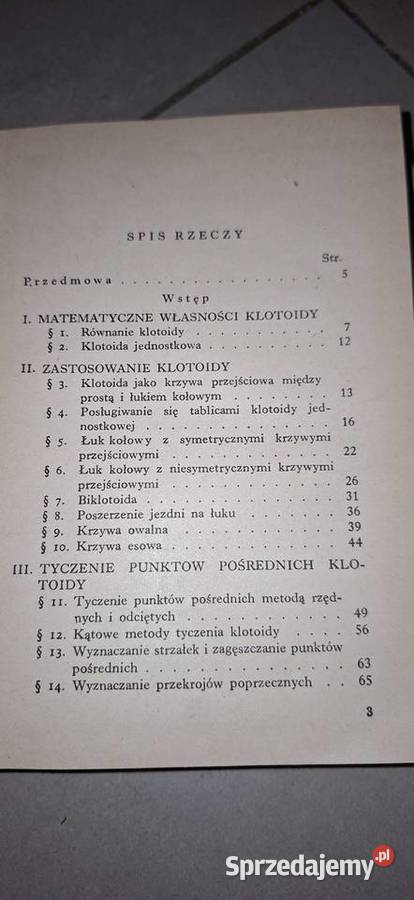 SPIS RZECZY
Str.
Przedmowa . . . . . . . . . . . . . . . . 5
Wstęp
I. MATEMATYCZNE WŁASNOŚCI KLOTOIDY
§ 1. Równanie klotoidy . . . . . . . . . . . 7
§ 2. Klotoida jednostkowa . . . . . . . . . . 12
II. ZASTOSOWANIE KLOTOIDY
§ 3. Klotoida jako krzywa przejściowa między
prostą i łukiem kołowym . . . . . . . . 13
§ 4. Posługiwanie się tablicami klotoidy jed-
nostkowej . . . . . . . . . . . . . . 16
§ 5. Łuk kołowy z symetrycznymi krzywymi
przejściowymi . . . . . . . . . . . . . 22
§ 6. Łuk kołowy z niesymetrycznymi krzywymi
przejściowymi . . . . . . . . . . . . . 26
§ 7. Biklotoida . . . . . . . . . . . . . . 31
§ 8. Poszerzenie jezdni na łuku . . . . . . . 36
§ 9. Krzywa owalna . . . . . . . . . . . . 39
§ 10. Krzywa esowa . . . . . . . . . . . . . 44
III. TYCZENIE PUNKTÓW POŚREDNICH KLO-
TOIDY
§ 11. Tyczenie punktów pośrednich metodą rzęd-
nych i odciętych . . . . . . . . . . . . 49
§ 12. Kątowe metody tyczenia klotoidy . . . . 56
§ 13. Wyznaczanie strzałek i zagęszczanie punktów
pośrednich . . . . . . . . . . . . . . 63
§ 14. Wyznaczanie przekrojów poprzecznych . . 65
3
Sprzedajemy.pl